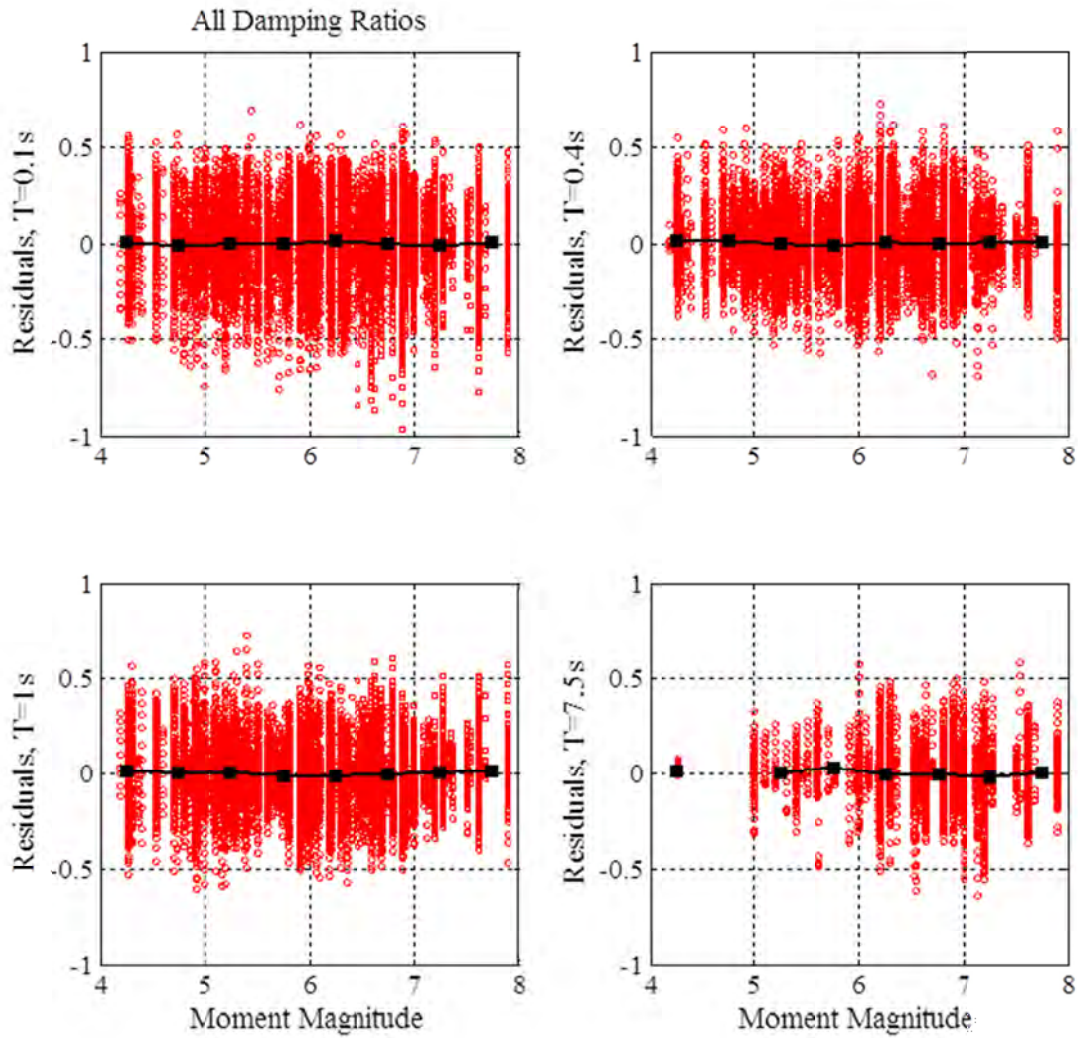 All Damping Ratios
1
0.5
0
-0.5
-1
Residuals, T=0.1s
4 5 6 7 8
1
0.5
0
-0.5
-1
Residuals, T=0.4s
4 5 6 7 8
1
0.5
0
-0.5
-1
Residuals, T=1s
4 5 6 7 8
Moment Magnitude
1
0.5
0
-0.5
-1
Residuals, T=7.5s
4 5 6 7 8
Moment Magnitude